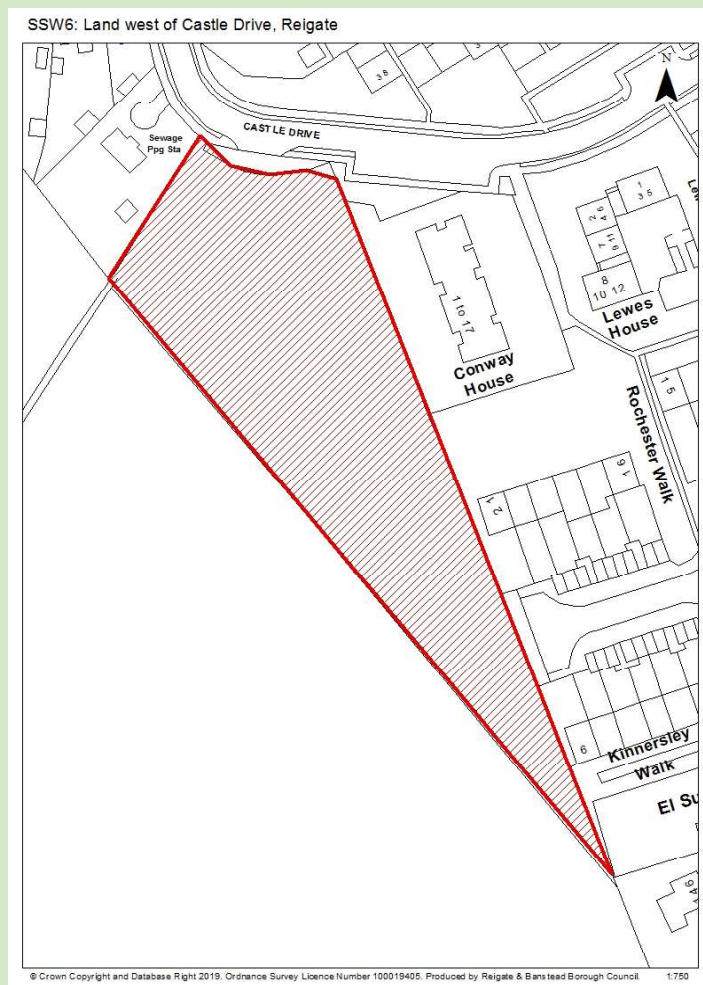 SSW6: Land west of Castle Drive, Reigate
38
3
N
CASTLE DRIVE
Sewage
Ppg Sta
1
3 5
2
4 6
7
9 11
8
10 12
Lewes
House
1 to 17
Conway
House
1 5
Rochester Walk
16
21
6
Kinnersley
Walk
El Su
© Crown Copyright and Database Right 2019. Ordnance Survey Licence Number 100019405. Produced by Reigate & Banstead Borough Council.
1:750